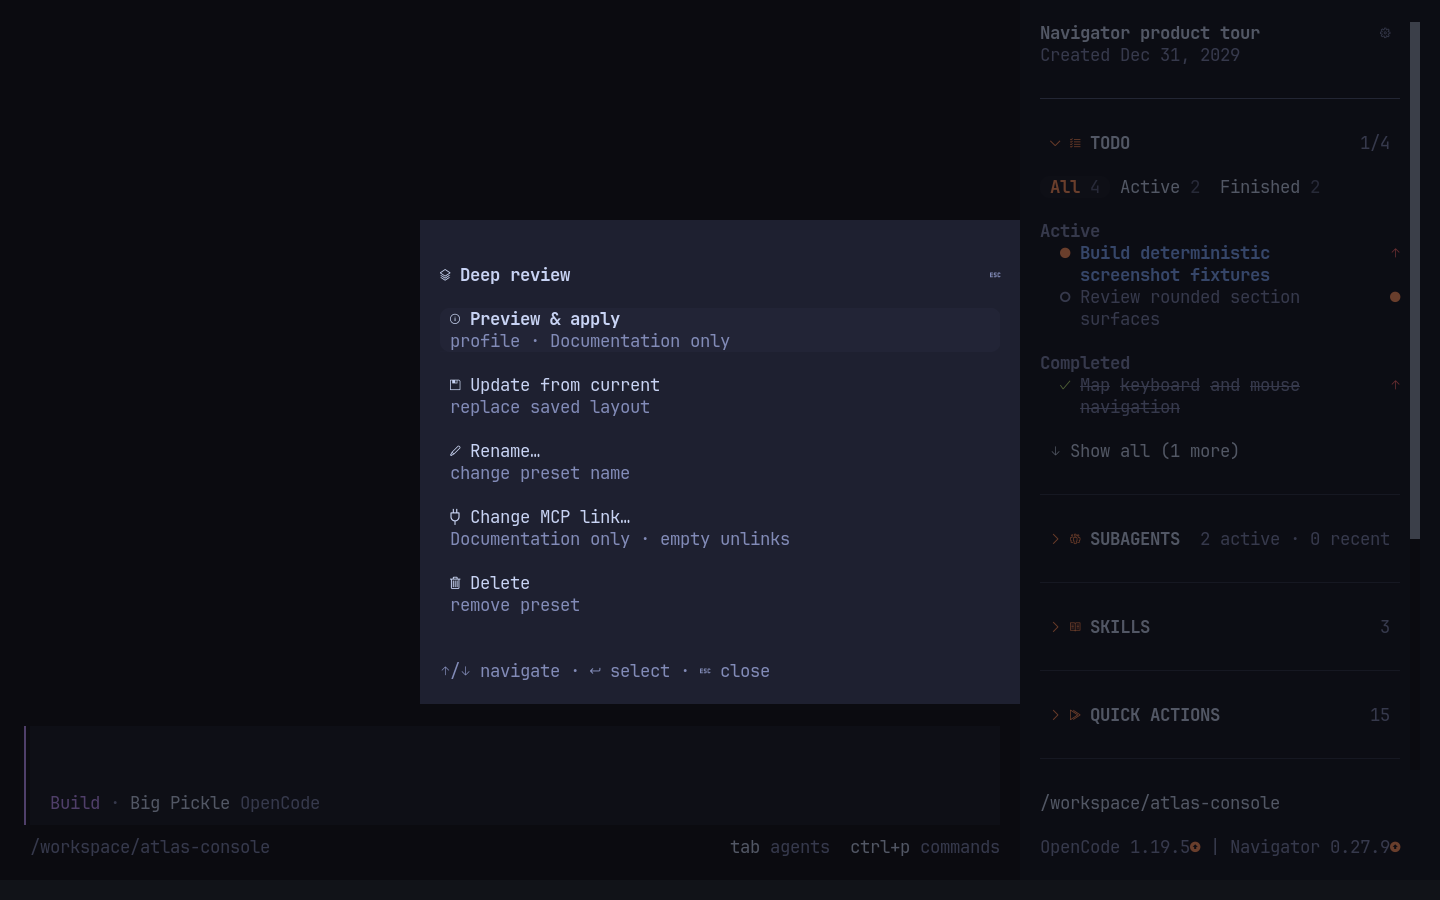 Navigator product tour
Created Dec 31, 2029
TODO 1/4
All 4 Active 2 Finished 2
Active
Build deterministic
screenshot fixtures
Review rounded section
surfaces
Completed
Map keyboard and mouse
navigation
↓ Show all (1 more)
SUBAGENTS 2 active · 0 recent
SKILLS 3
QUICK ACTIONS 15
/workspace/atlas-console
OpenCode 1.19.5 | Navigator 0.27.9
Deep review ESC
Preview & apply
profile · Documentation only
Update from current
replace saved layout
Rename…
change preset name
Change MCP link…
Documentation only · empty unlinks
Delete
remove preset
↑/↓ navigate · ↩ select · ESC close
Build · Big Pickle OpenCode
/workspace/atlas-console tab agents ctrl+p commands